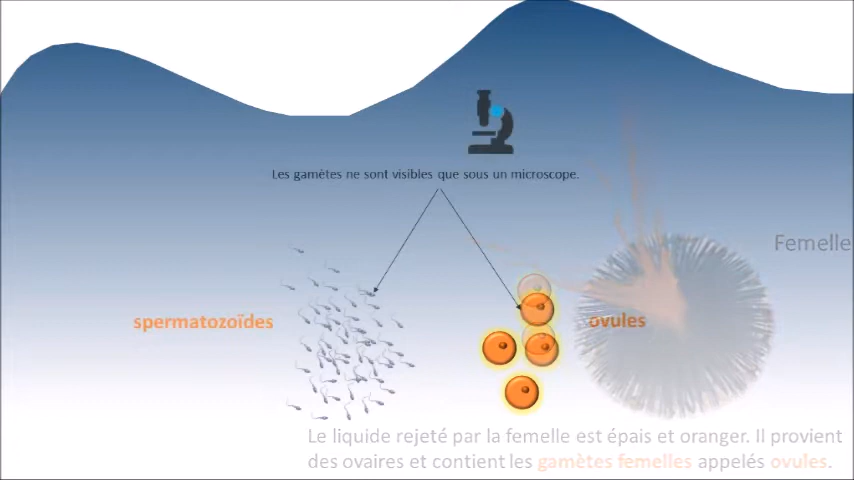 Les gamètes ne sont visibles que sous un microscope.
Femelle
spermatozoïdes
ovules
Le liquide rejeté par la femelle est épais et oranger. Il provient
des ovaires et contient les gamètes femelles appelés ovules.